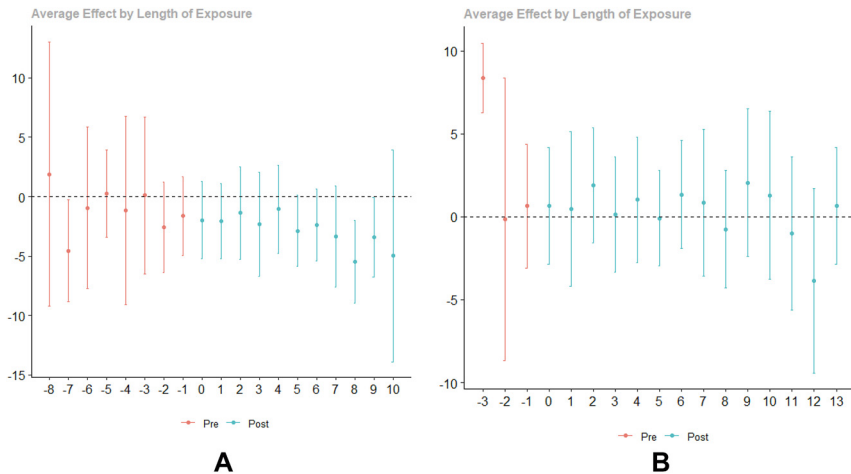 Average Effect by Length of Exposure
10
5
0
-5
-10
-15
-8 -7 -6 -5 -4 -3 -2 -1 0 1 2 3 4 5 6 7 8 9 10
Pre Post
A
Average Effect by Length of Exposure
10
5
0
-5
-10
-3 -2 -1 0 1 2 3 4 5 6 7 8 9 10 11 12 13
Pre Post
B